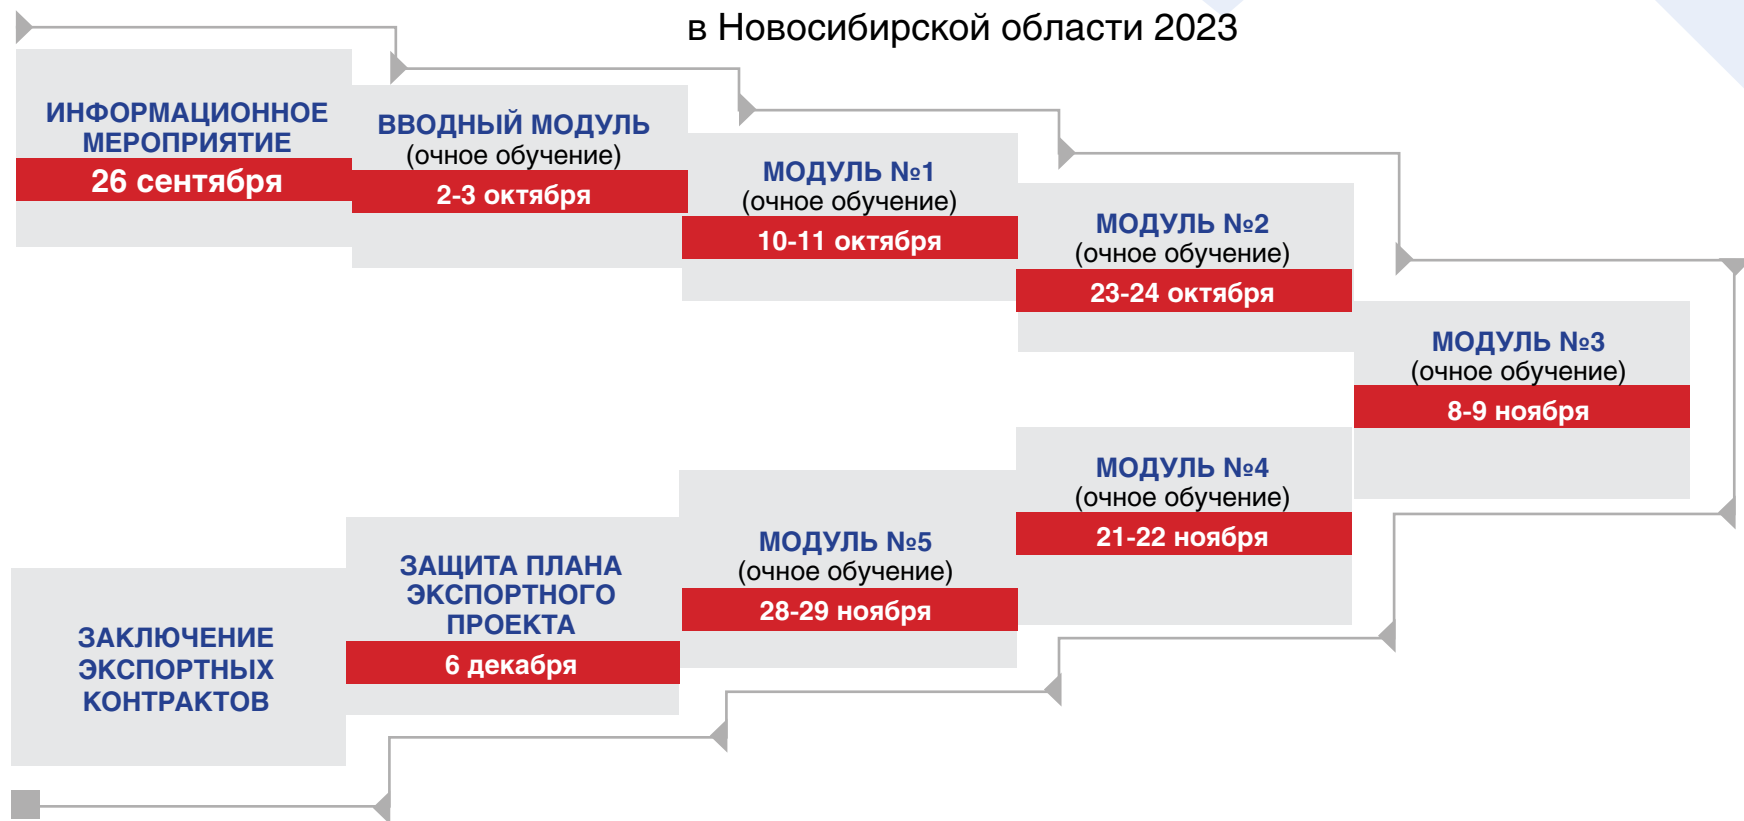 в Новосибирской области 2023
ИНФОРМАЦИОННОЕ
МЕРОПРИЯТИЕ
26 сентября
ВВОДНЫЙ МОДУЛЬ
(очное обучение)
2-3 октября
МОДУЛЬ №1
(очное обучение)
10-11 октября
МОДУЛЬ №2
(очное обучение)
23-24 октября
МОДУЛЬ №3
(очное обучение)
8-9 ноября
МОДУЛЬ №4
(очное обучение)
21-22 ноября
МОДУЛЬ №5
(очное обучение)
28-29 ноября
ЗАЩИТА ПЛАНА
ЭКСПОРТНОГО
ПРОЕКТА
6 декабря
ЗАКЛЮЧЕНИЕ
ЭКСПОРТНЫХ
КОНТРАКТОВ